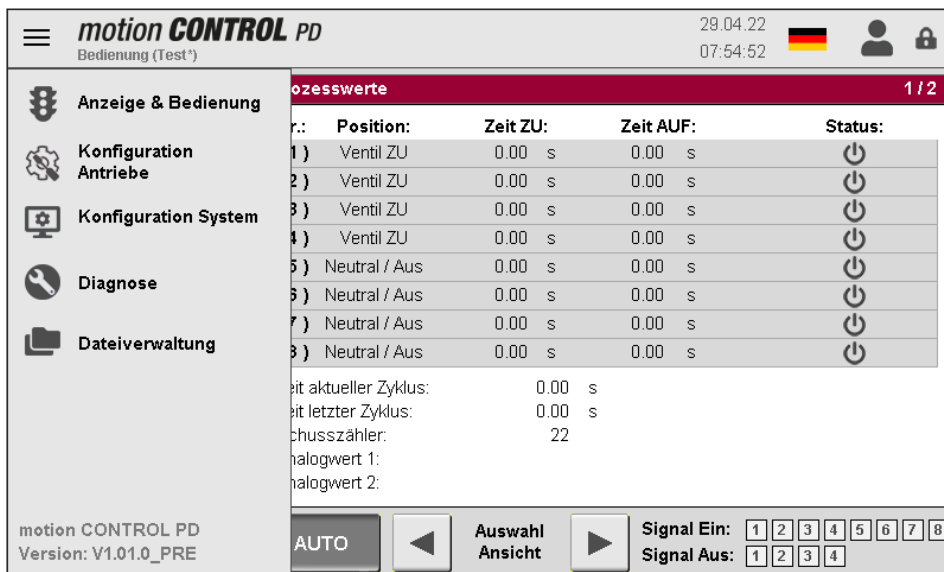 motion CONTROL PD
Bedienung (Test*)
29.04.22
07:54:52
Anzeige & Bedienung
Konfiguration
Antriebe
Konfiguration System
Diagnose
Dateiverwaltung
motion CONTROL PD
Version: V1.01.0_PRE
ozesswerte 1 / 2
r.: Position: Zeit ZU: Zeit AUF: Status:
1 ) Ventil ZU 0.00 s 0.00 s
2 ) Ventil ZU 0.00 s 0.00 s
3 ) Ventil ZU 0.00 s 0.00 s
4 ) Ventil ZU 0.00 s 0.00 s
5 ) Neutral / Aus 0.00 s 0.00 s
6 ) Neutral / Aus 0.00 s 0.00 s
7 ) Neutral / Aus 0.00 s 0.00 s
8 ) Neutral / Aus 0.00 s 0.00 s
eit aktueller Zyklus: 0.00 s
eit letzter Zyklus: 0.00 s
chusszähler: 22
nalogwert 1:
nalogwert 2:
AUTO
Auswahl
Ansicht
Signal Ein: 1 2 3 4 5 6 7 8
Signal Aus: 1 2 3 4